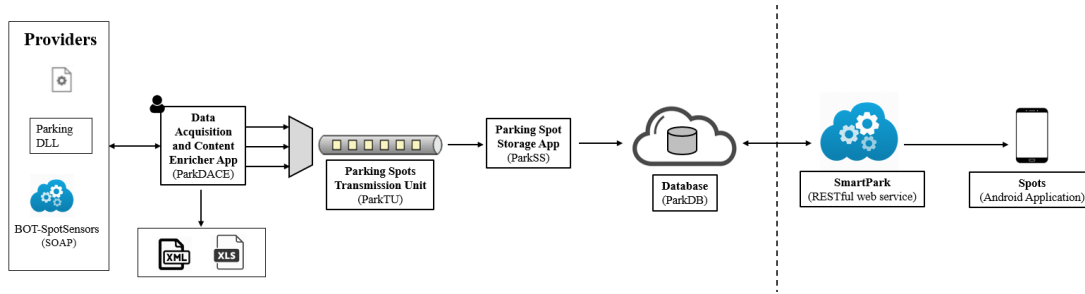 Providers
Parking
DLL
BOT-SpotSensors
(SOAP)
Data
Acquisition
and Content
Enricher App
(ParkDACE)
XML
XLS
Parking Spots
Transmission Unit
(ParkTU)
Parking Spot
Storage App
(ParkSS)
Database
(ParkDB)
SmartPark
(RESTful web service)
Spots
(Android Application)